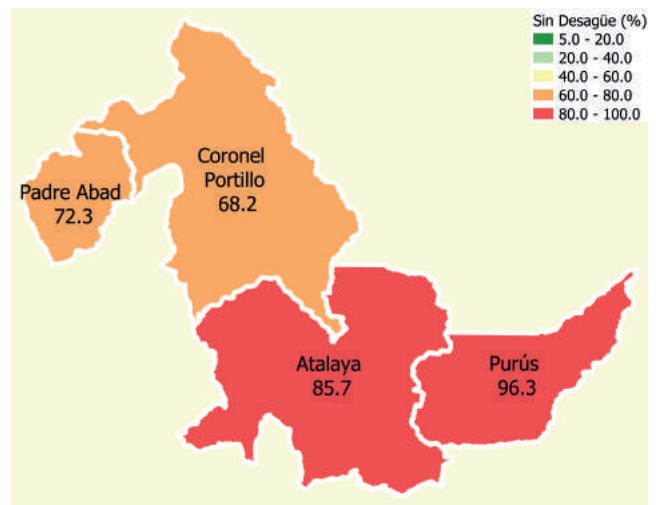 Sin Desagüe (%)
5.0 - 20.0
20.0 - 40.0
40.0 - 60.0
60.0 - 80.0
80.0 - 100.0
Coronel
Portillo
68.2
Padre Abad
72.3
Atalaya
85.7
Purús
96.3